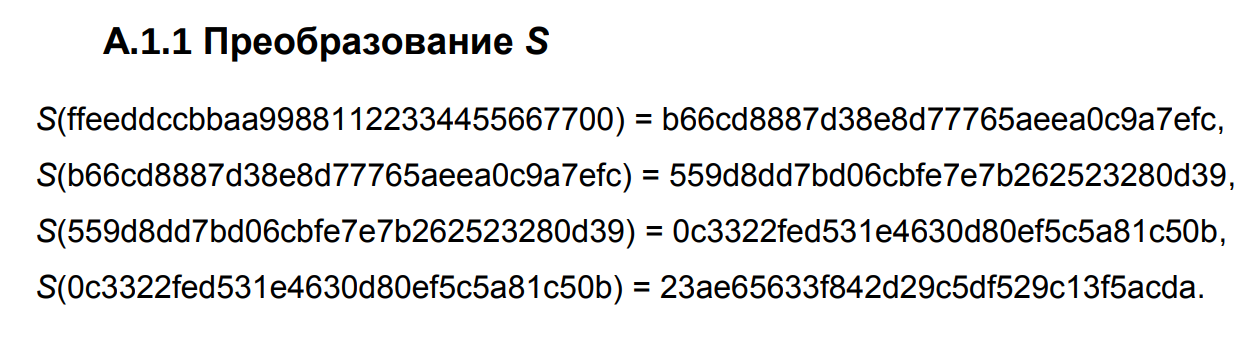 А.1.1 Преобразование S
S(ffeeddccbbaa99881122334455667700) = b66cd8887d38e8d77765aeea0c9a7efc,
S(b66cd8887d38e8d77765aeea0c9a7efc) = 559d8dd7bd06cbfe7e7b262523280d39,
S(559d8dd7bd06cbfe7e7b262523280d39) = 0c3322fed531e4630d80ef5c5a81c50b,
S(0c3322fed531e4630d80ef5c5a81c50b) = 23ae65633f842d29c5df529c13f5acda.